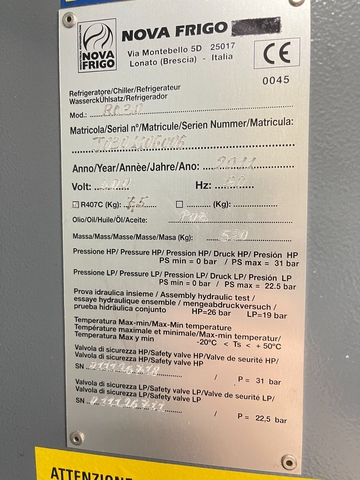 NOVA FRIGO
NOVA
FRIGO
Via Montebello 5D 25017
Lonato (Brescia) - Italia
CE
0045
Refrigeratore/Chiller/Refrigerateur
WasserckÜhlsatz/Refrigerador
Mod.:
Matricola/Serial n°/Matricule/Serien Nummer/Matricula:
Anno/Year/Annèe/Jahre/Ano: 2011
Volt: Hz:
R407C (Kg): 7,5 (Kg):
Olio/Oil/Huile/Öl/Aceite:
Massa/Mass/Masse/Masse/Masa (Kg):
Pressione HP/ Pressure HP/ Pression HP/ Druck HP/ Presión HP
PS min = 0 bar / PS max = 31 bar
Pressione LP/ Pressure LP/ Pression LP/ Druck LP/ Presión LP
PS min = 0 bar / PS max = 22.5 bar
Prova idraulica insieme / Assembly hydraulic test /
essaye hydraulique ensemble / mengeabdruckversuch /
prueba hidráulica conjunto HP=26 bar LP=19 bar
Temperatura Max-min/Max-Min temperature/
Température maximale et minimale/Max-min temperatur/
Temperatura Max y min -20°C < Ts < + 50°C
Valvola di sicurezza HP/Safety valve HP/Valve de seurité HP/
Valvola di sicurezza HP/Safety valve HP
SN / P = 31 bar
Valvola di sicurezza LP/Safety valve LP/Valve de seurité LP/
Valvola di sicurezza LP/Safety valve LP
SN / P = 22,5 bar
ATTENZIONE